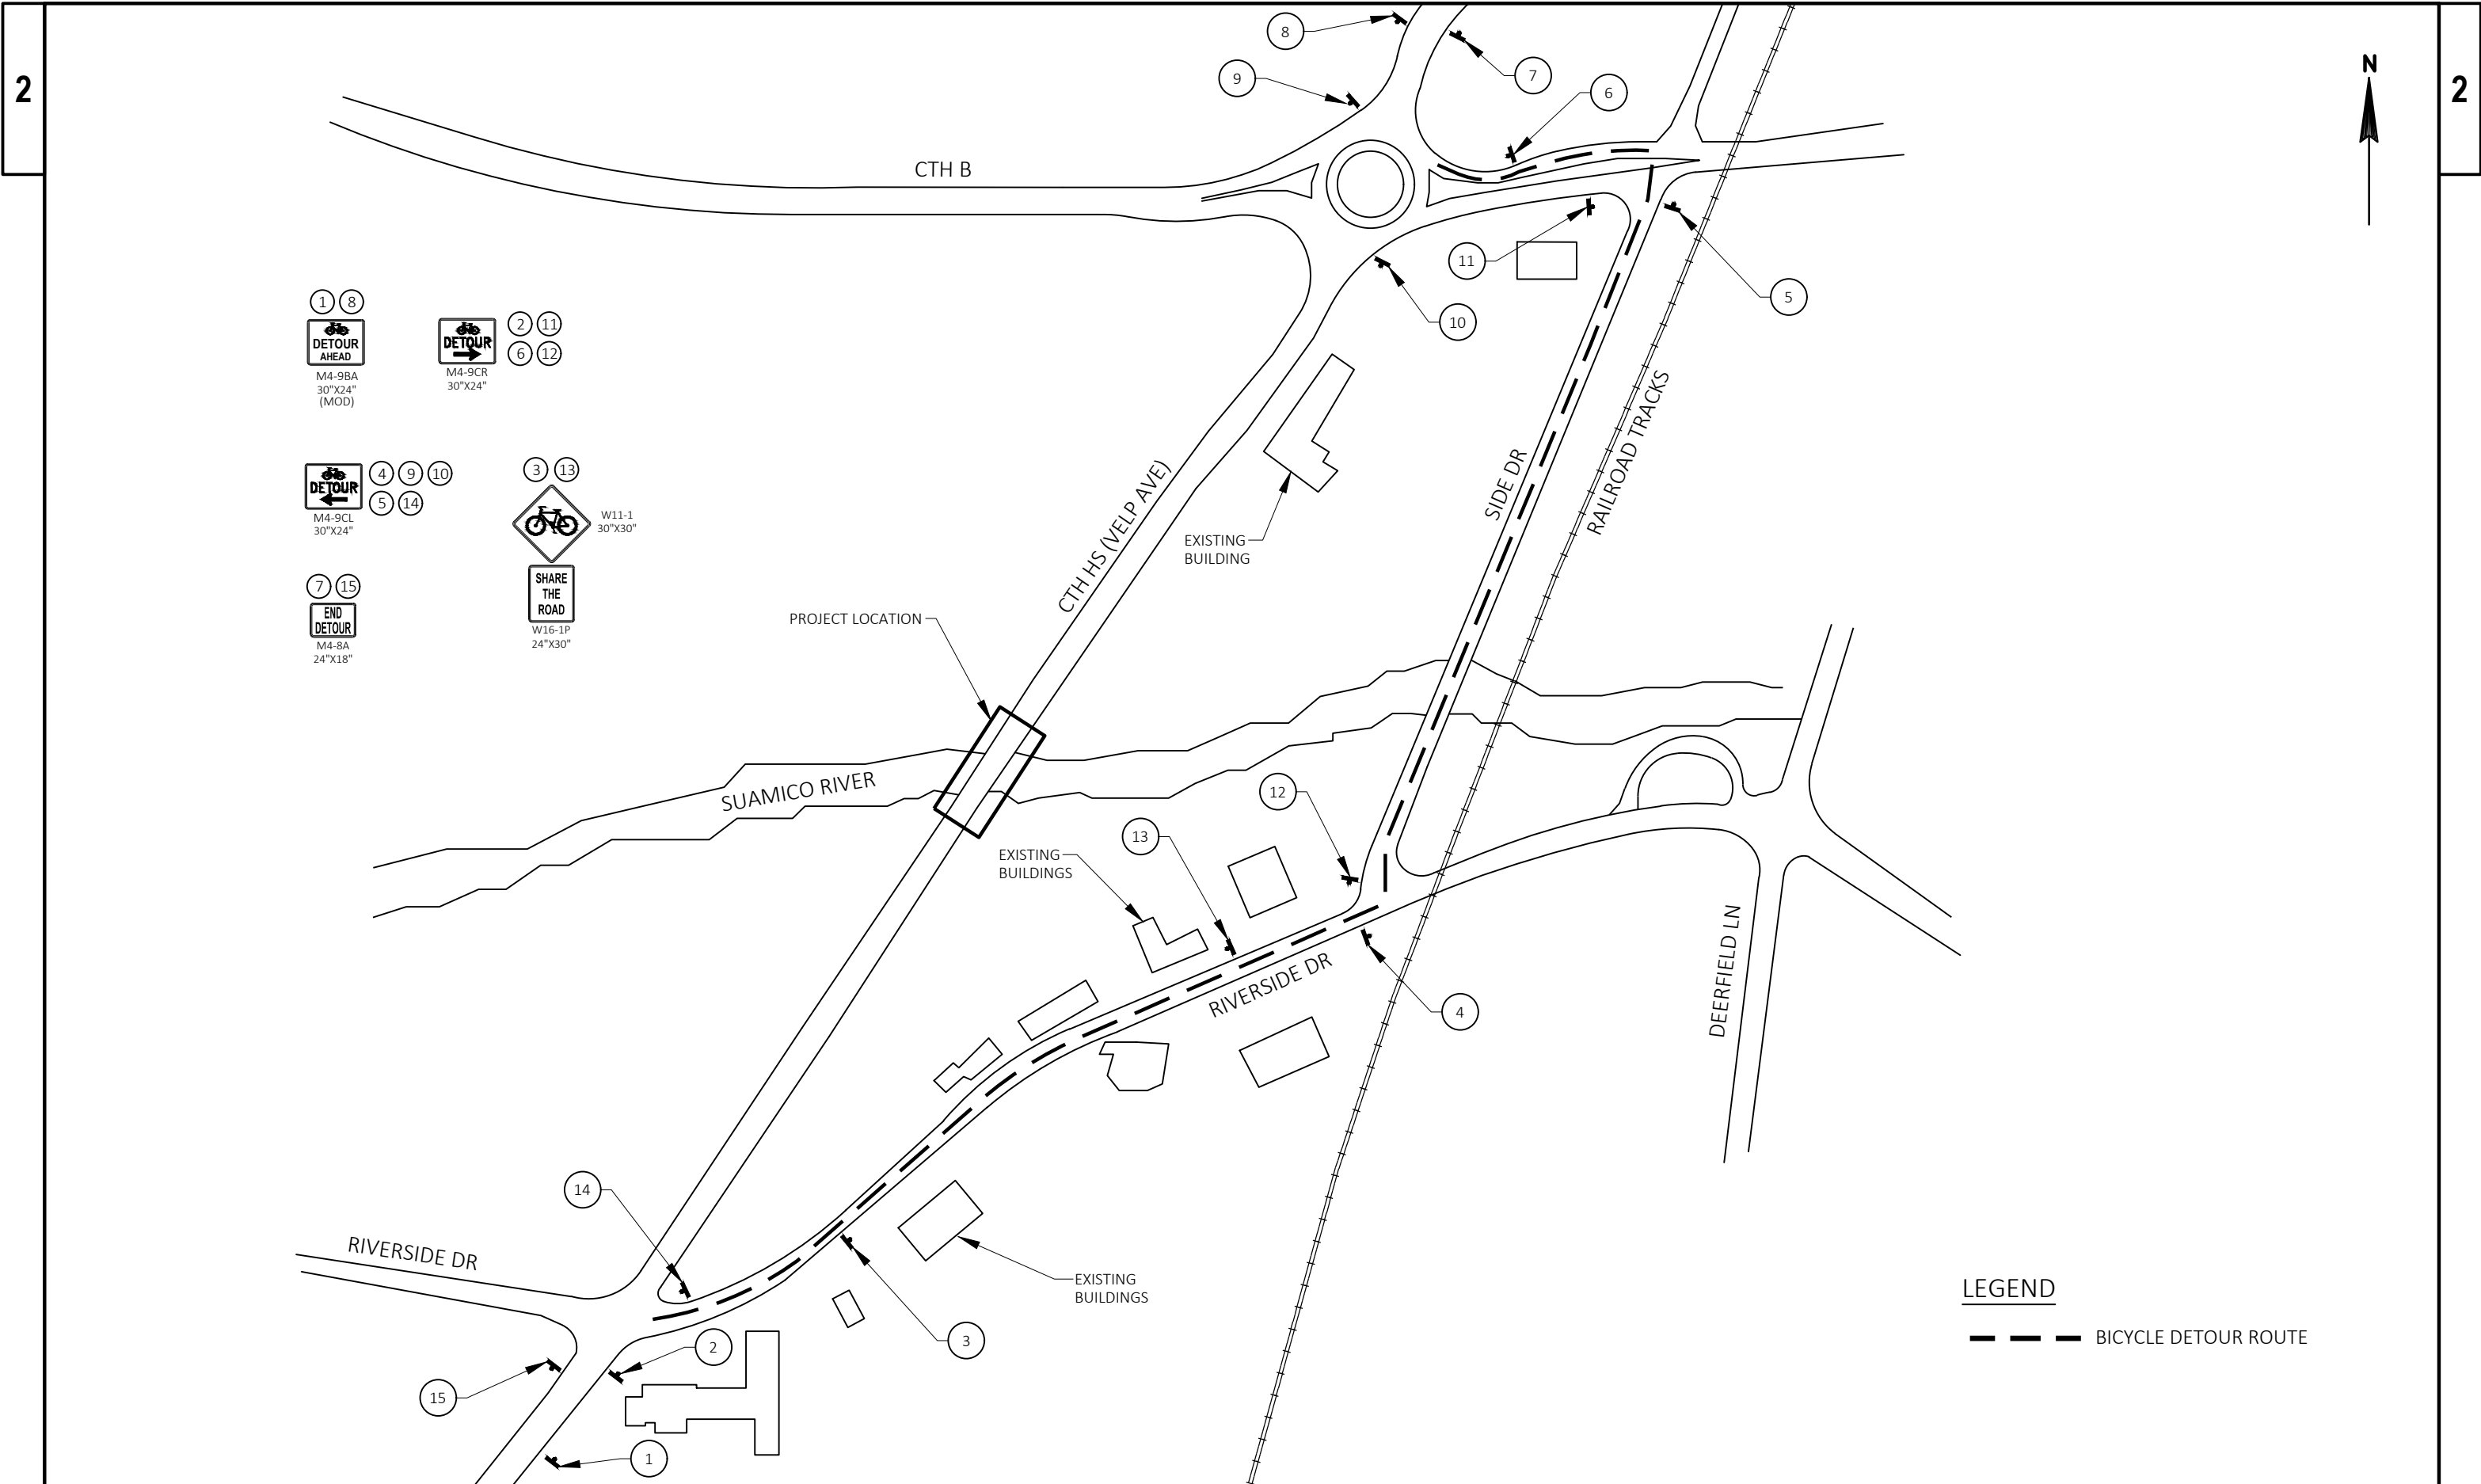 2
2
N
8
7
9
6
CTH B
11
5
10
1 8
DETOUR
AHEAD
M4-9BA
30"X24"
(MOD)
DETOUR
M4-9CR
30"X24"
2 11
6 12
DETOUR
M4-9CL
30"X24"
4 9 10
5 14
3 13
W11-1
30"X30"
SHARE
THE
ROAD
W16-1P
24"X30"
7 15
END
DETOUR
M4-8A
24"X18"
CTH HS (VELP AVE)
SIDE DR
RAILROAD TRACKS
EXISTING
BUILDING
PROJECT LOCATION
SUAMICO RIVER
12
13
EXISTING
BUILDINGS
RIVERSIDE DR
4
DEERFIELD LN
14
RIVERSIDE DR
EXISTING
BUILDINGS
3
2
15
1
LEGEND
BICYCLE DETOUR ROUTE